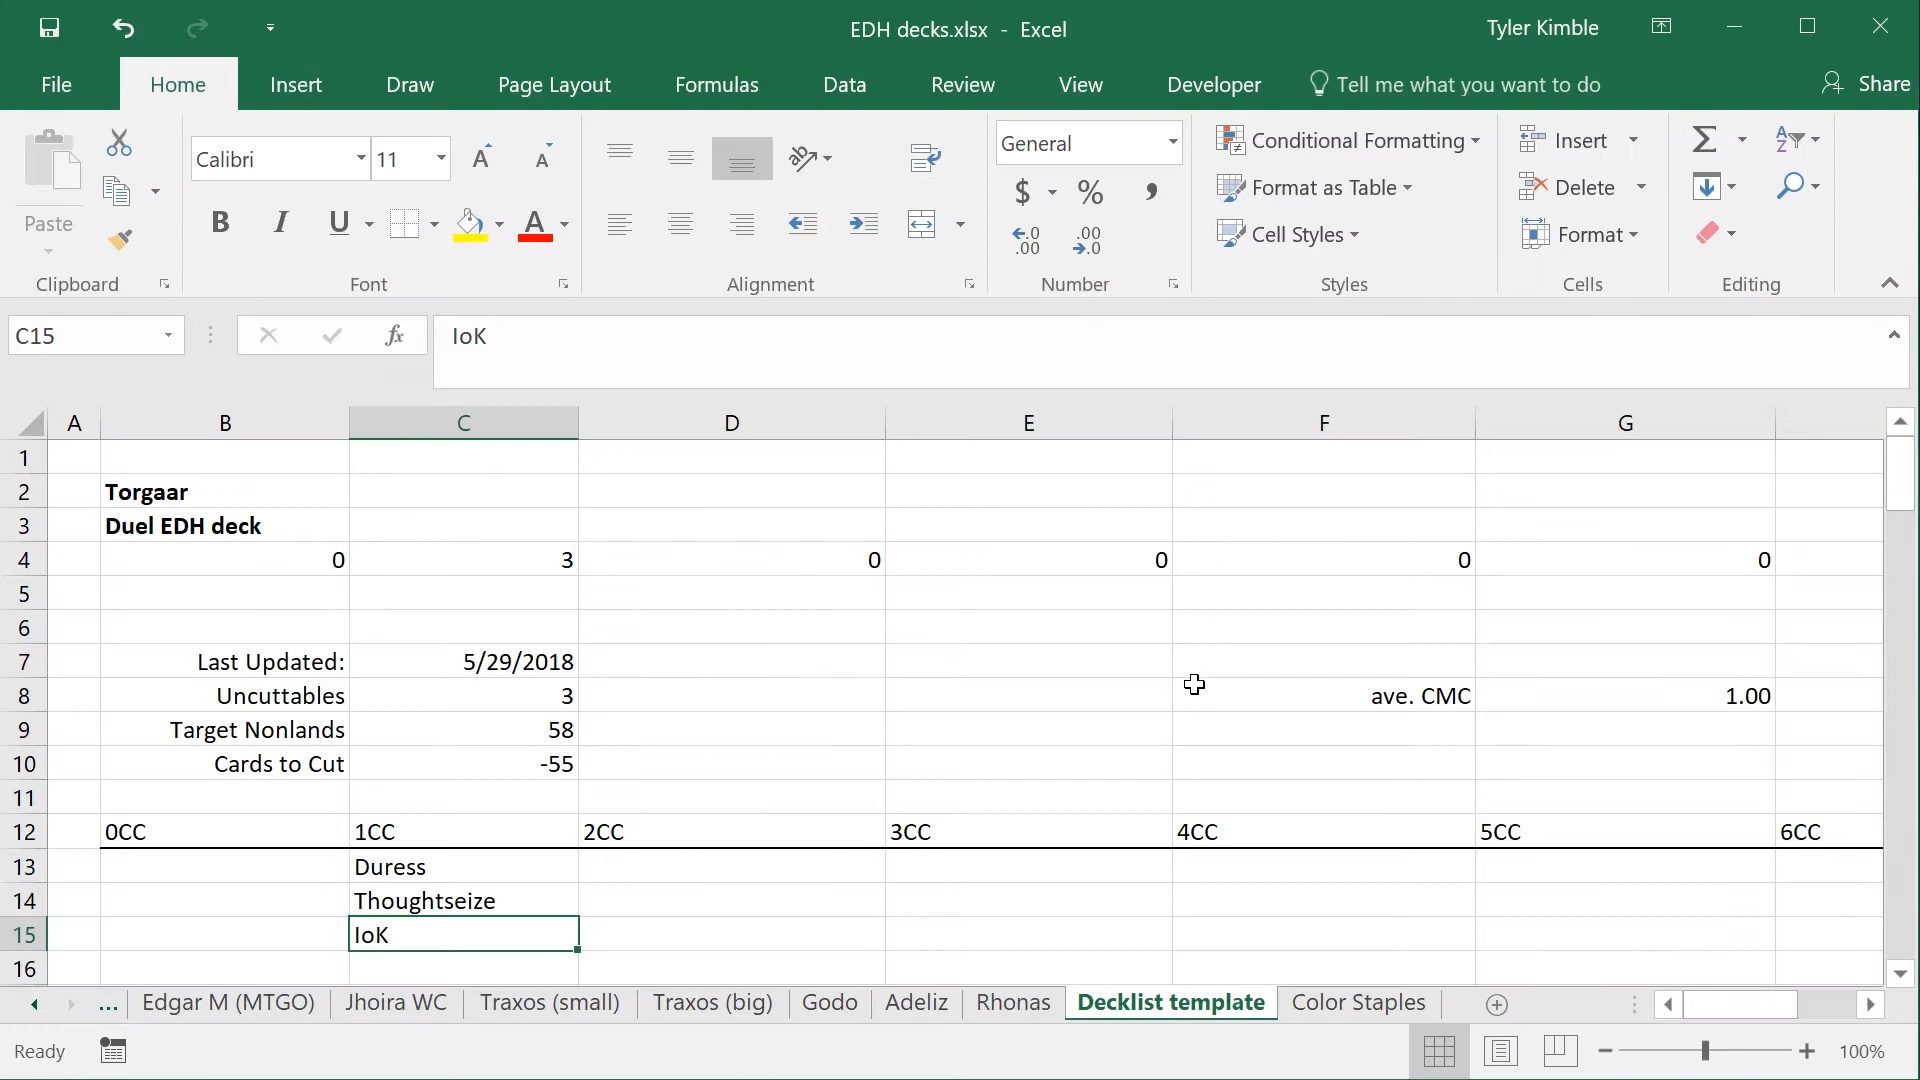 EDH decks.xlsx - Excel
Tyler Kimble
File Home Insert Draw Page Layout Formulas Data Review View Developer Tell me what you want to do Share
Calibri 11 General Conditional Formatting Insert
Format as Table Delete
Paste B I U A $ % , Cell Styles Format
Clipboard Font Alignment Number Styles Cells Editing
C15 fx IoK
A B C D E F G
1
2 Torgaar
3 Duel EDH deck
4 0 3 0 0 0 0
5
6
7 Last Updated: 5/29/2018
8 Uncuttables 3 ave. CMC 1.00
9 Target Nonlands 58
10 Cards to Cut -55
11
12 0CC 1CC 2CC 3CC 4CC 5CC 6CC
13 Duress
14 Thoughtseize
15 IoK
16
... Edgar M (MTGO) Jhoira WC Traxos (small) Traxos (big) Godo Adeliz Rhonas Decklist template Color Staples
Ready 100%